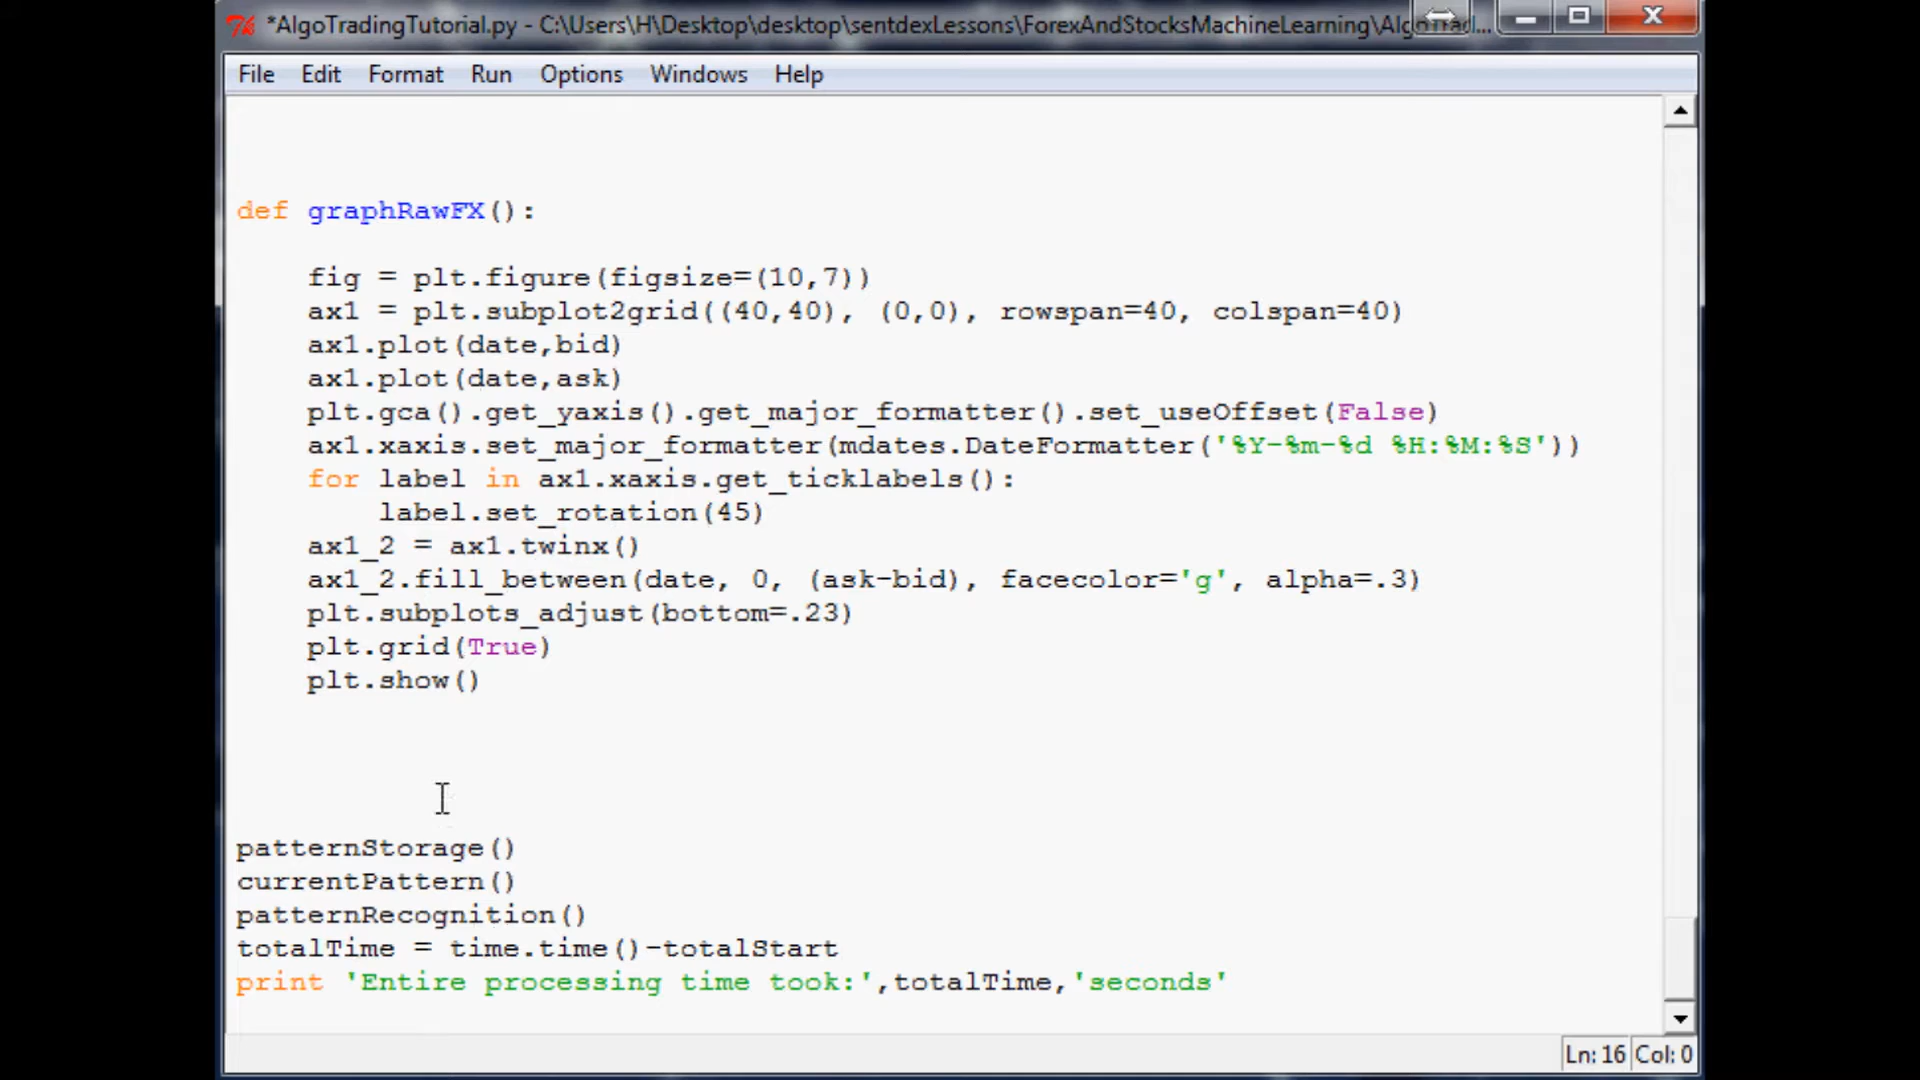 *AlgoTradingTutorial.py - C:\Users\H\Desktop\desktop\sentdexLessons\ForexAndStocksMachineLearning\AlgoTrad...
File Edit Format Run Options Windows Help
def graphRawFX():
fig = plt.figure(figsize=(10,7))
ax1 = plt.subplot2grid((40,40), (0,0), rowspan=40, colspan=40)
ax1.plot(date,bid)
ax1.plot(date,ask)
plt.gca().get_yaxis().get_major_formatter().set_useOffset(False)
ax1.xaxis.set_major_formatter(mdates.DateFormatter('%Y-%m-%d %H:%M:%S'))
for label in ax1.xaxis.get_ticklabels():
label.set_rotation(45)
ax1_2 = ax1.twinx()
ax1_2.fill_between(date, 0, (ask-bid), facecolor='g', alpha=.3)
plt.subplots_adjust(bottom=.23)
plt.grid(True)
plt.show()
patternStorage()
currentPattern()
patternRecognition()
totalTime = time.time()-totalStart
print 'Entire processing time took:',totalTime,'seconds'
Ln: 16 Col: 0